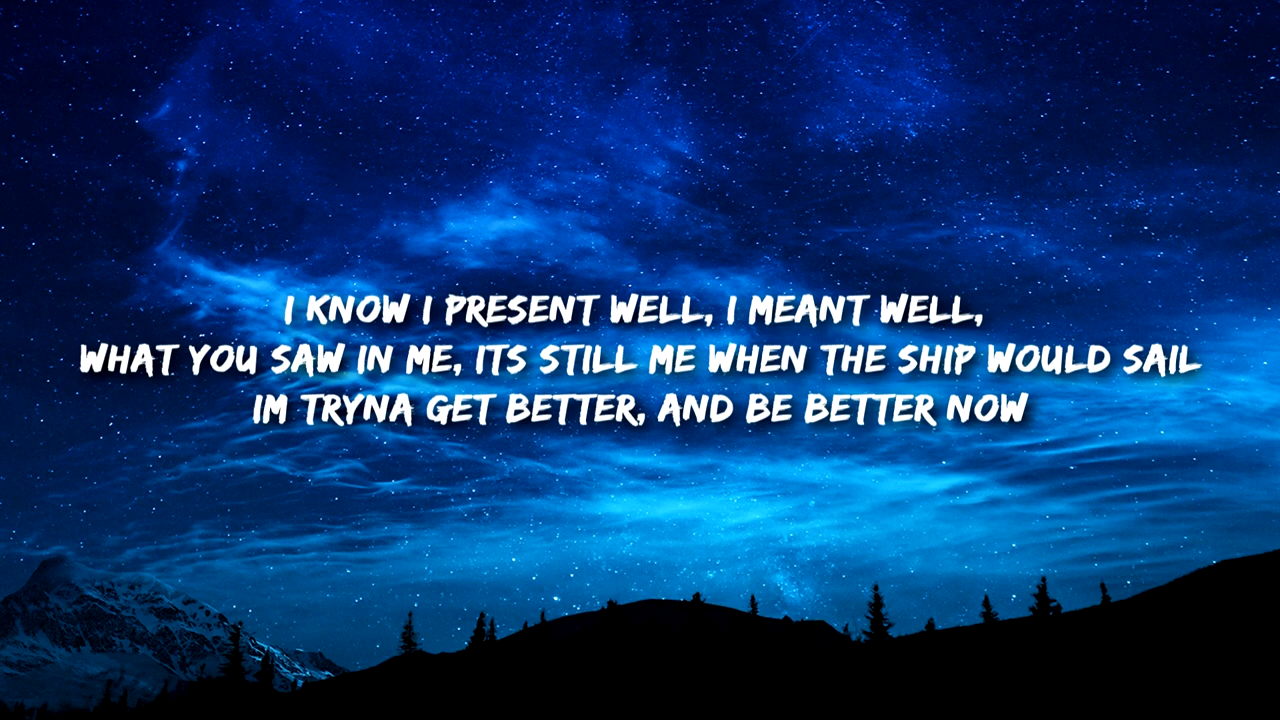 I KNOW I PRESENT WELL, I MEANT WELL,
WHAT YOU SAW IN ME, ITS STILL ME WHEN THE SHIP WOULD SAIL
IM TRYNA GET BETTER, AND BE BETTER NOW